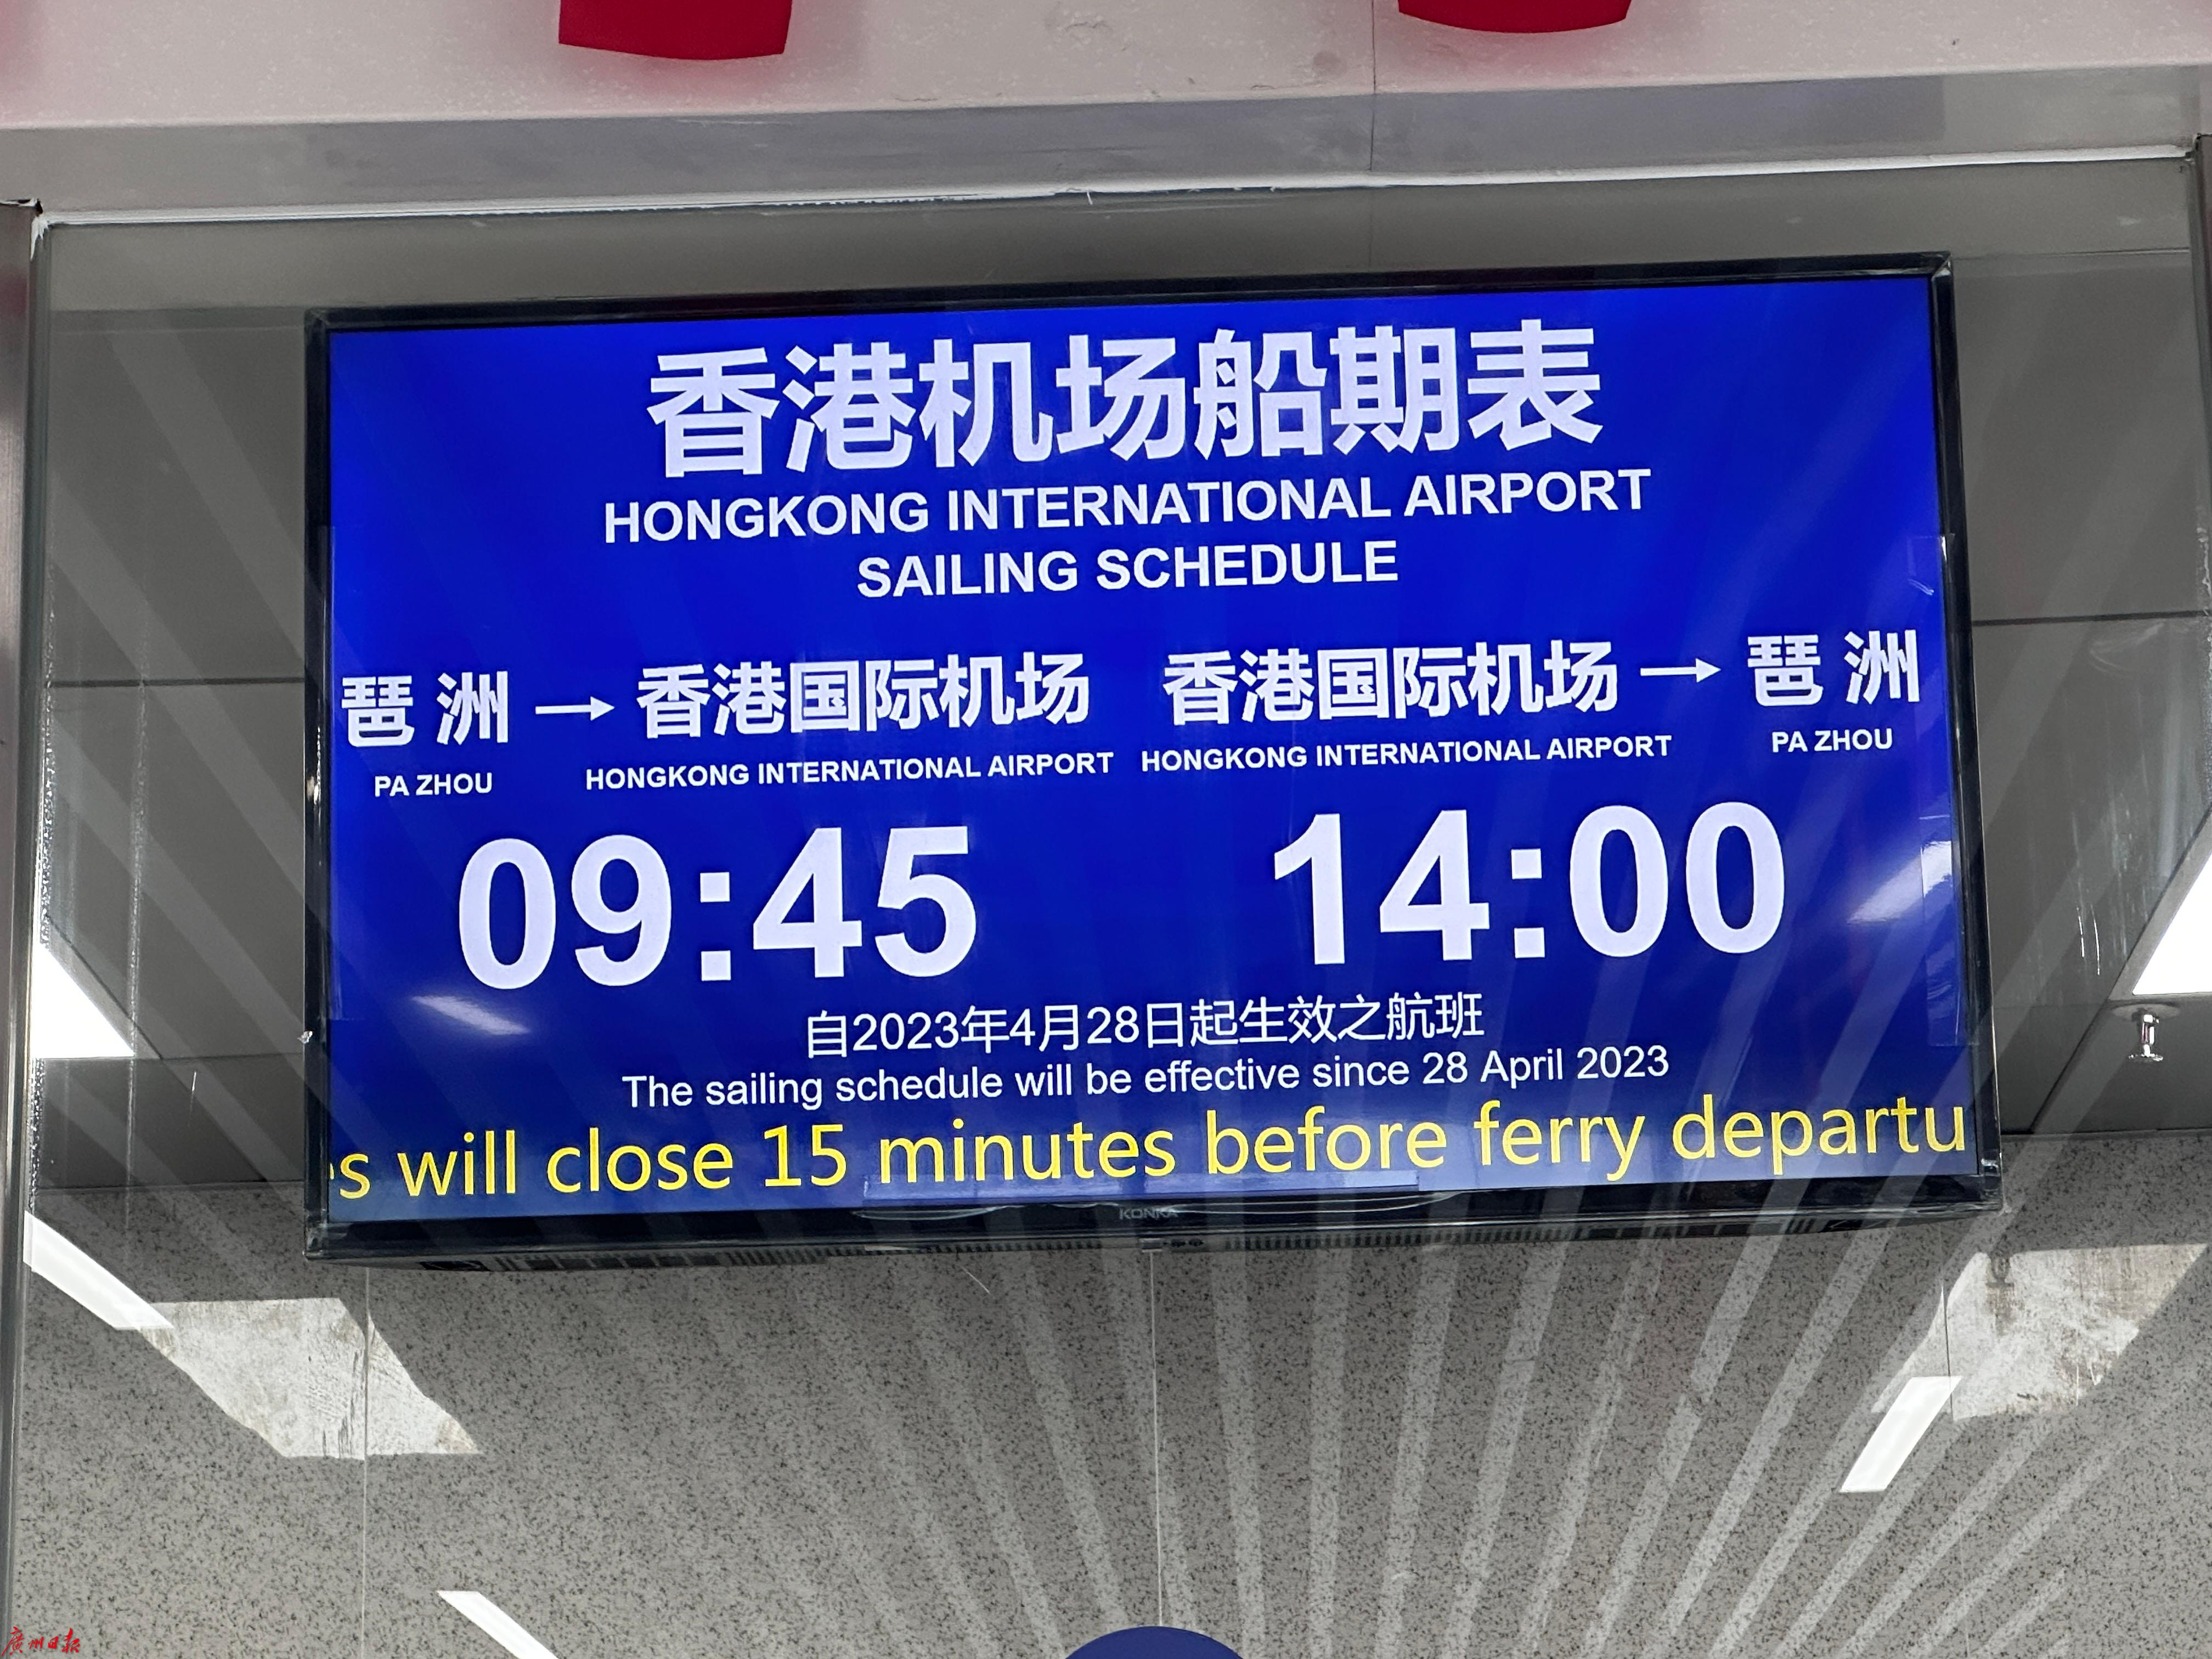 香港机场船期表
HONGKONG INTERNATIONAL AIRPORT
SAILING SCHEDULE
琶 洲 → 香港国际机场 香港国际机场 → 琶 洲
PA ZHOU HONGKONG INTERNATIONAL AIRPORT HONGKONG INTERNATIONAL AIRPORT PA ZHOU
09:45 14:00
自2023年4月28日起生效之航班
The sailing schedule will be effective since 28 April 2023
s will close 15 minutes before ferry departu
KONKA
廣州日报